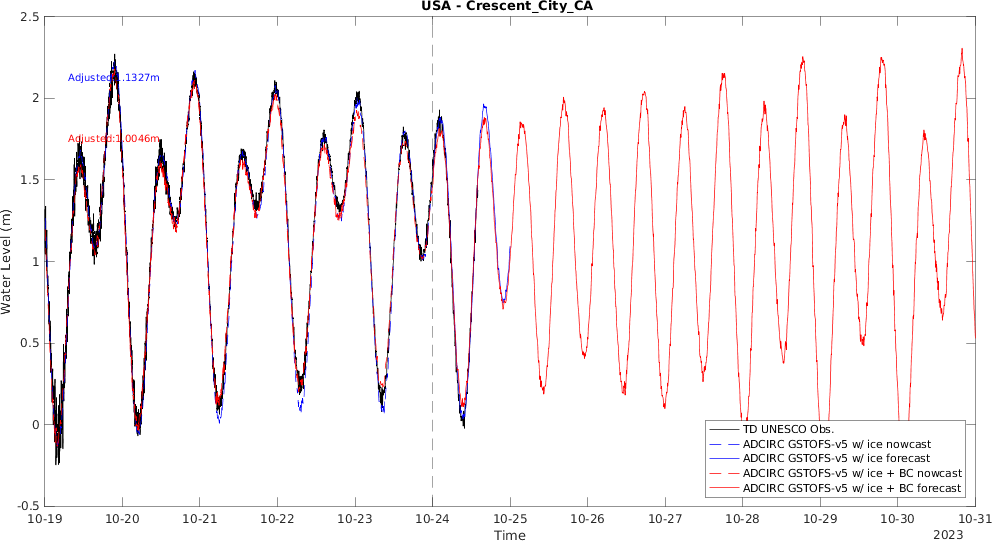 USA - Crescent_City_CA
2.5
2
1.5
1
0.5
0
-0.5
Water Level (m)
Adjusted:1.1327m
Adjusted:1.0046m
TD UNESCO Obs.
ADCIRC GSTOFS-v5 w/ ice nowcast
ADCIRC GSTOFS-v5 w/ ice forecast
ADCIRC GSTOFS-v5 w/ ice + BC nowcast
ADCIRC GSTOFS-v5 w/ ice + BC forecast
10-19 10-20 10-21 10-22 10-23 10-24 10-25 10-26 10-27 10-28 10-29 10-30 10-31
Time
2023